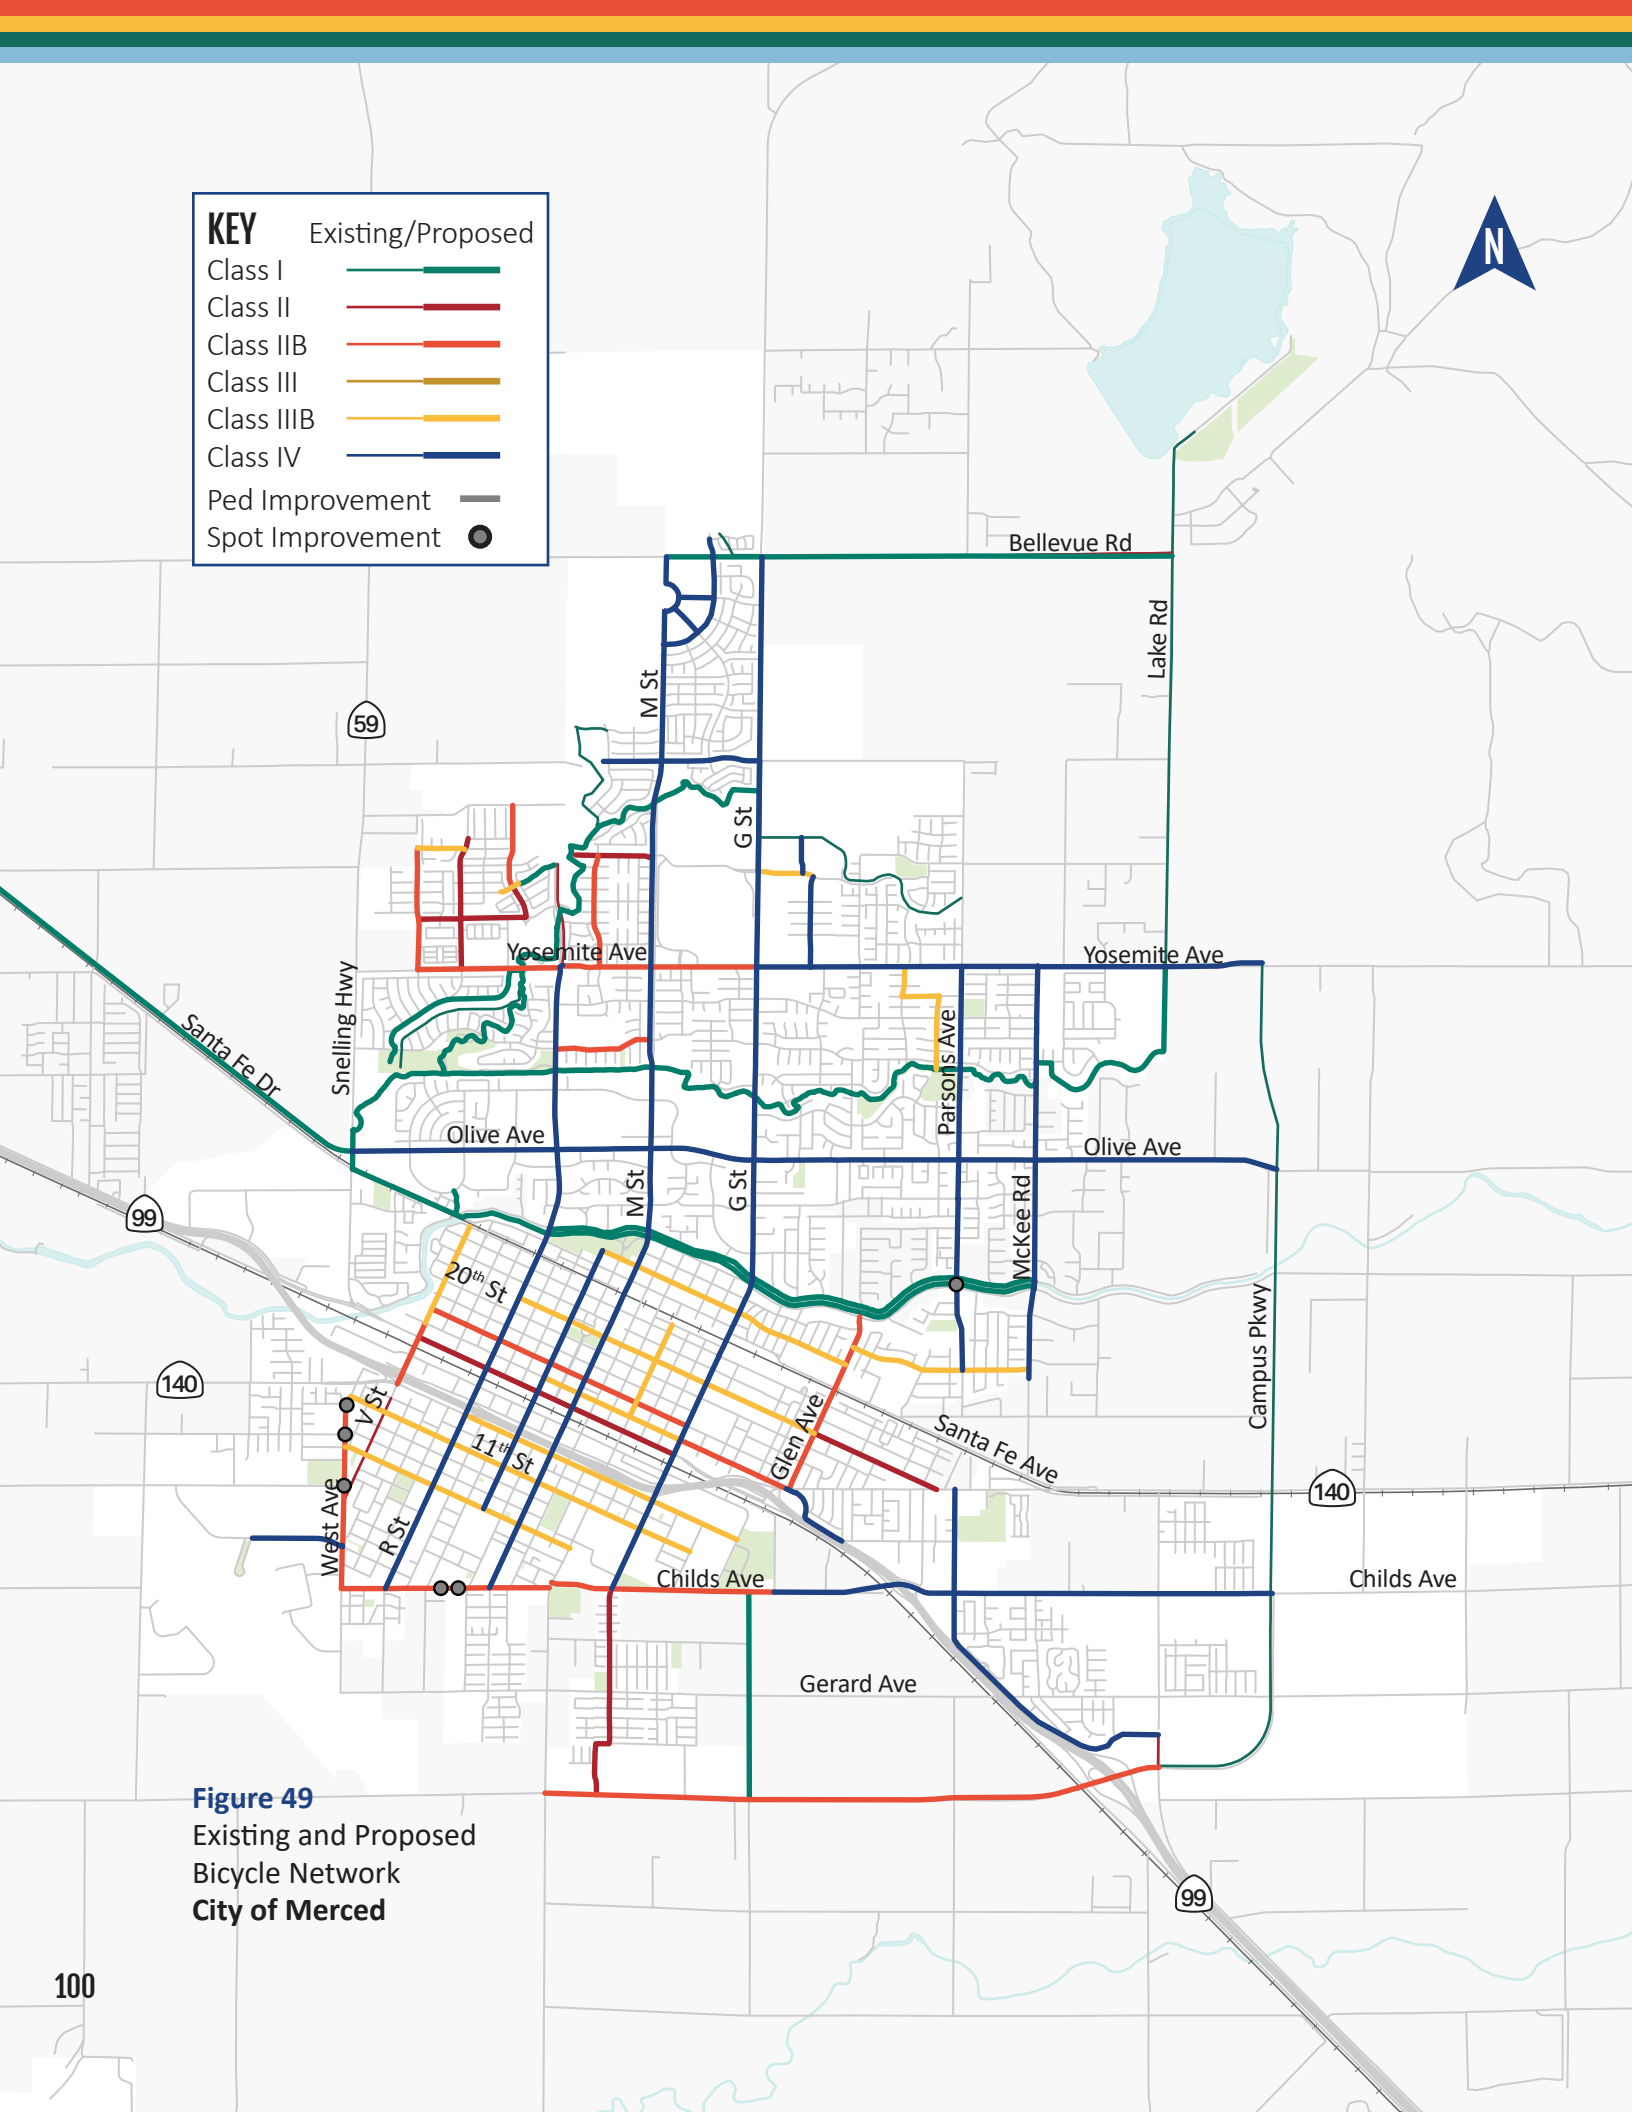 KEY Existing/Proposed
Class I
Class II
Class IIB
Class III
Class IIIB
Class IV
Ped Improvement
Spot Improvement
N
Bellevue Rd
Lake Rd
M St
59
G St
Yosemite Ave
Yosemite Ave
Snelling Hwy
Santa Fe Dr
Parsons Ave
Olive Ave
Olive Ave
M St
G St
McKee Rd
99
20th St
Campus Pkwy
140
V St
Glen Ave
Santa Fe Ave
11th St
140
West Ave
R St
Childs Ave
Childs Ave
Gerard Ave
Figure 49
Existing and Proposed
Bicycle Network
City of Merced
99
100